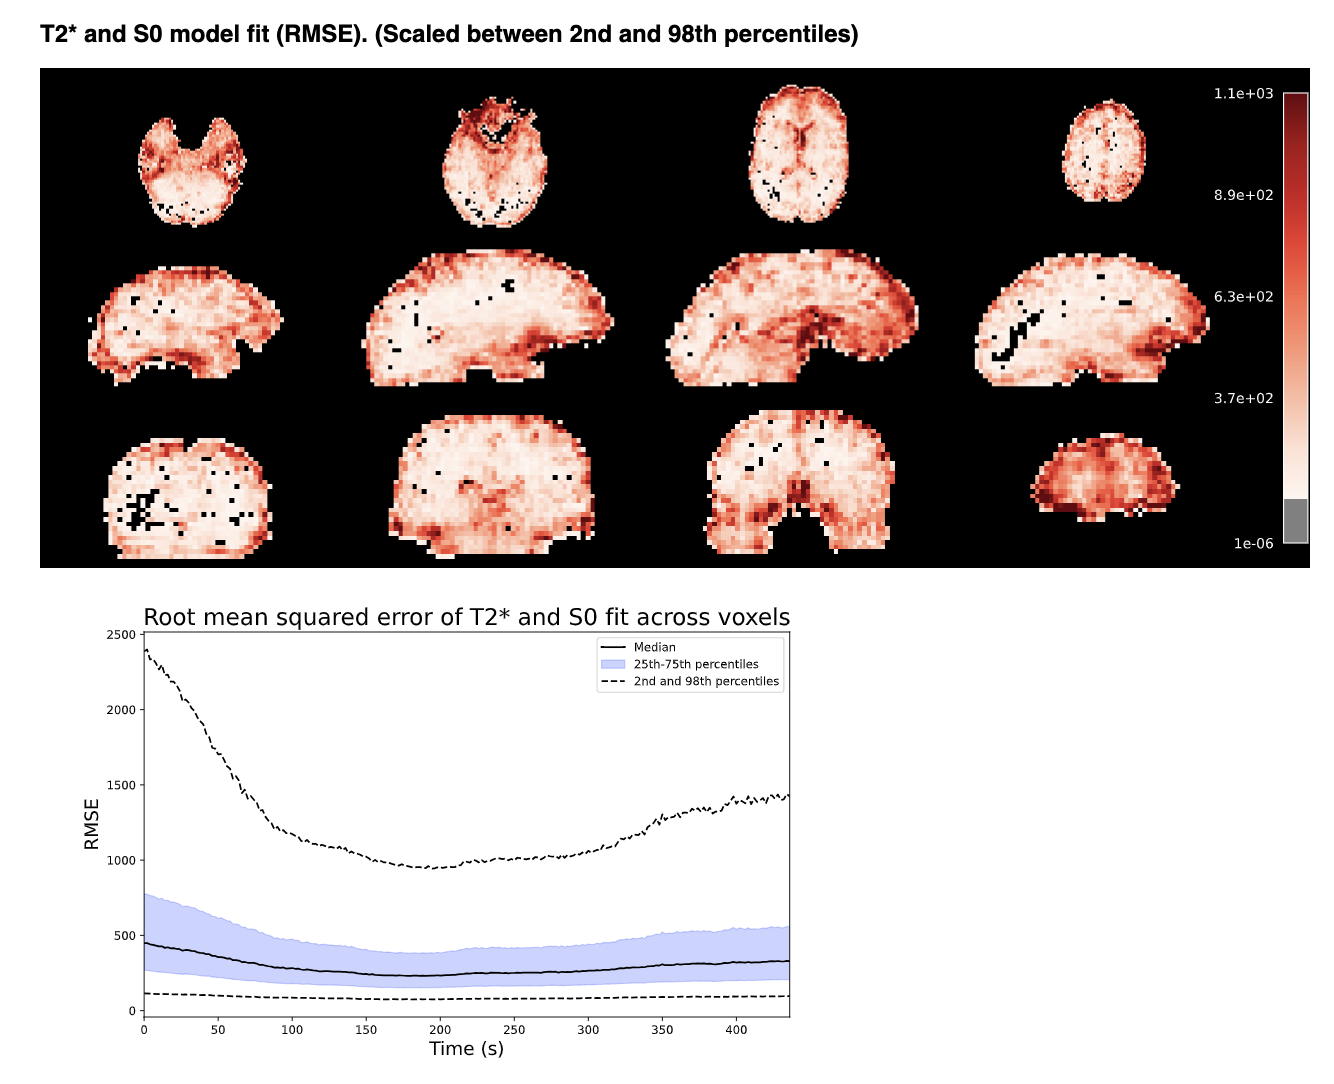 T2* and S0 model fit (RMSE). (Scaled between 2nd and 98th percentiles)
1.1e+03
8.9e+02
6.3e+02
3.7e+02
1e-06
Root mean squared error of T2* and S0 fit across voxels
2500
2000
1500
1000
500
0
RMSE
Median
25th-75th percentiles
2nd and 98th percentiles
0 50 100 150 200 250 300 350 400
Time (s)